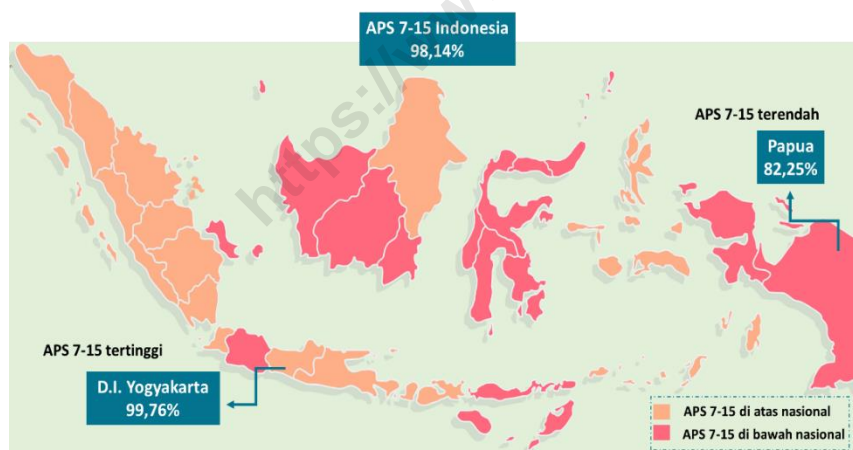 APS 7-15 Indonesia
98,14%
https://w
APS 7-15 terendah
Papua
82,25%
APS 7-15 tertinggi
D.I. Yogyakarta
99,76%
APS 7-15 di atas nasional
APS 7-15 di bawah nasional